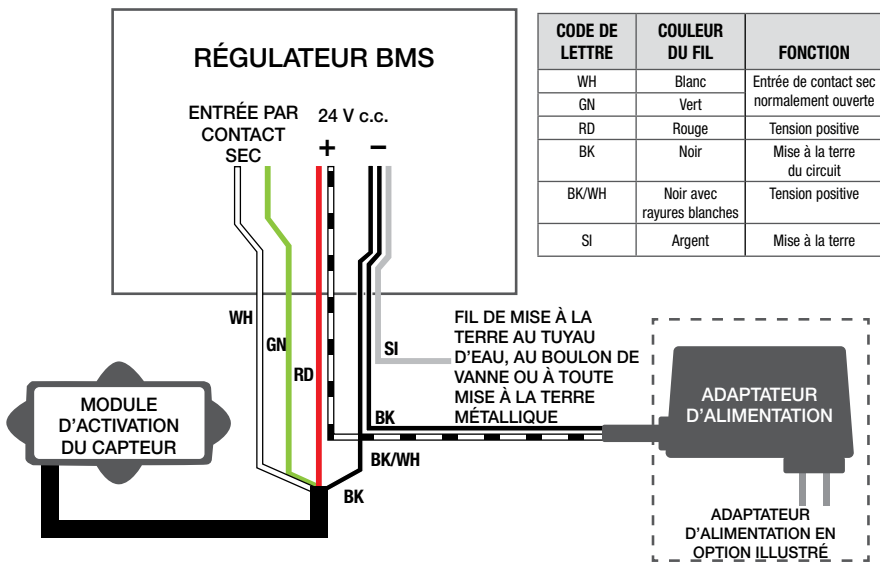 RÉGULATEUR BMS
ENTRÉE PAR
CONTACT
SEC
24 V c.c.
+
–
WH
GN
RD
SI
BK
BK/WH
BK
FIL DE MISE À LA
TERRE AU TUYAU
D'EAU, AU BOULON DE
VANNE OU À TOUTE
MISE À LA TERRE
MÉTALLIQUE
MODULE
D'ACTIVATION
DU CAPTEUR
ADAPTATEUR
D'ALIMENTATION
ADAPTATEUR
D'ALIMENTATION EN
OPTION ILLUSTRÉ
CODE DE LETTRE COULEUR DU FIL FONCTION
WH Blanc Entrée de contact sec
GN Vert normalement ouverte
RD Rouge Tension positive
BK Noir Mise à la terre
du circuit
BK/WH Noir avec Tension positive
rayures blanches
SI Argent Mise à la terre